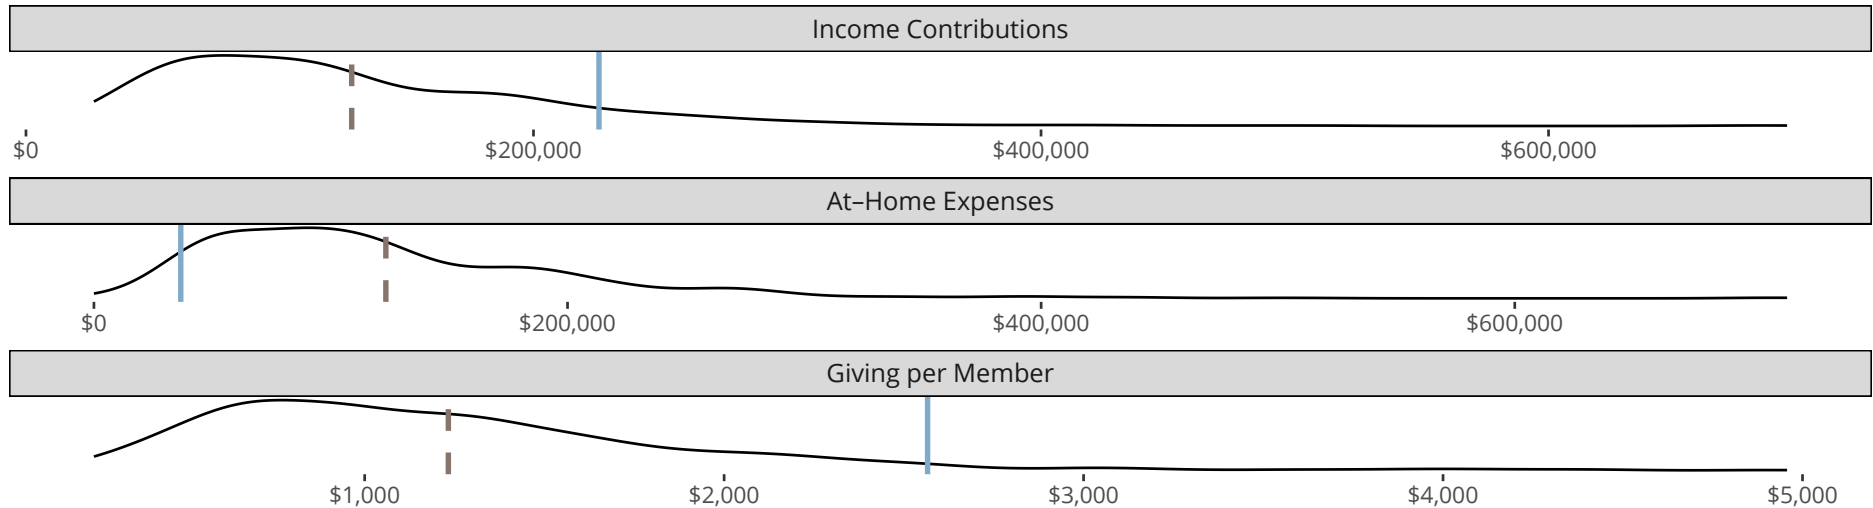 Income Contributions
$0 $200,000 $400,000 $600,000
At–Home Expenses
$0 $200,000 $400,000 $600,000
Giving per Member
$1,000 $2,000 $3,000 $4,000 $5,000